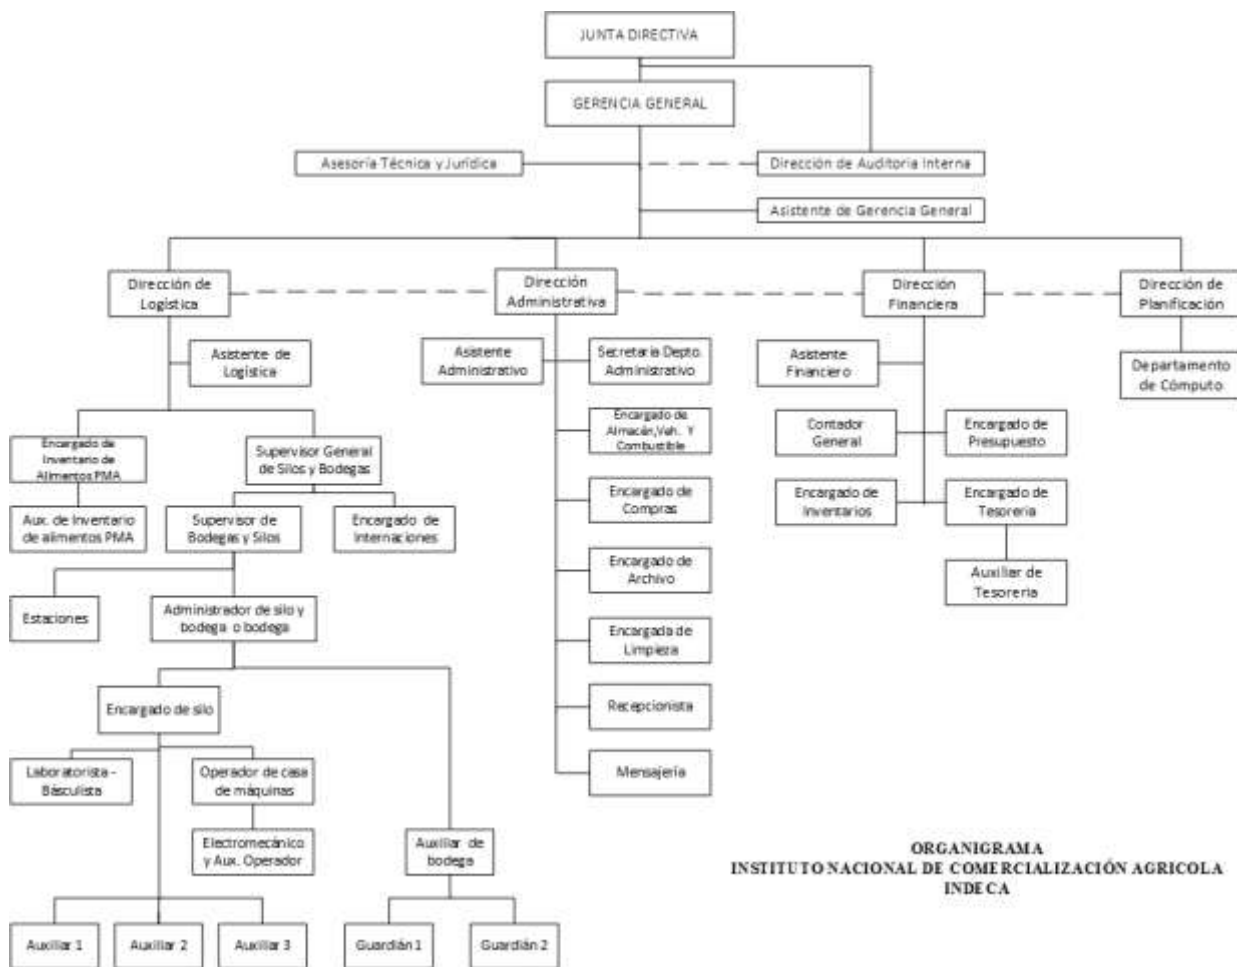 JUNTA DIRECTIVA
GERENCIA GENERAL
Asesoría Técnica y Jurídica
Dirección de Auditoria Interna
Asistente de Gerencia General
Dirección de
Logística
Dirección
Administrativa
Dirección
Financiera
Dirección de
Planificación
Asistente de
Logística
Asistente
Administrativo
Secretaria Depto.
Administrativo
Asistente
Financiero
Departamento
de Cómputo
Encargado de
Inventario de
Alimentos PMA
Supervisor General
de Silos y Bodegas
Encargado de
Almacén,Veh. Y
Combustible
Contador
General
Encargado de
Presupuesto
Aux. de Inventario
de alimentos PMA
Supervisor de
Bodegas y Silos
Encargado de
Internaciones
Encargado de
Compras
Encargado de
Inventarios
Encargado de
Tesoreria
Encargado de
Archivo
Auxiliar de
Tesoreria
Estaciones
Administrador de silo y
bodega o bodega
Encargada de
Limpieza
Encargado de silo
Recepcionista
Laboratorista -
Básculista
Operador de casa
de máquinas
Mensajería
Electromecánico
y Aux. Operador
Auxiliar de
bodega
Auxiliar 1
Auxiliar 2
Auxiliar 3
Guardián 1
Guardián 2
ORGANIGRAMA
INSTITUTO NACIONAL DE COMERCIALIZACIÓN AGRICOLA
INDECA